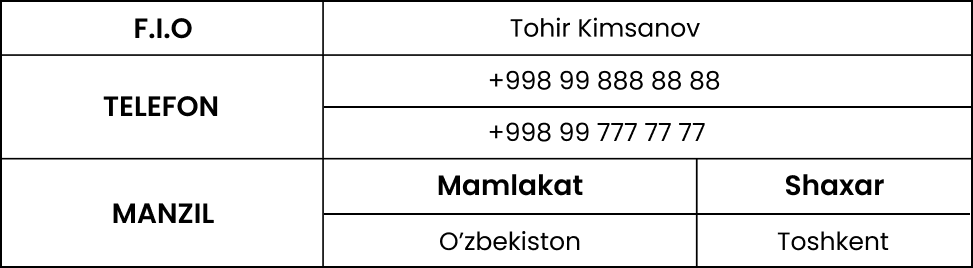 F.I.O Tohir Kimsanov
TELEFON
+998 99 888 88 88
+998 99 777 77 77
MANZIL
Mamlakat Shaxar
O’zbekiston Toshkent